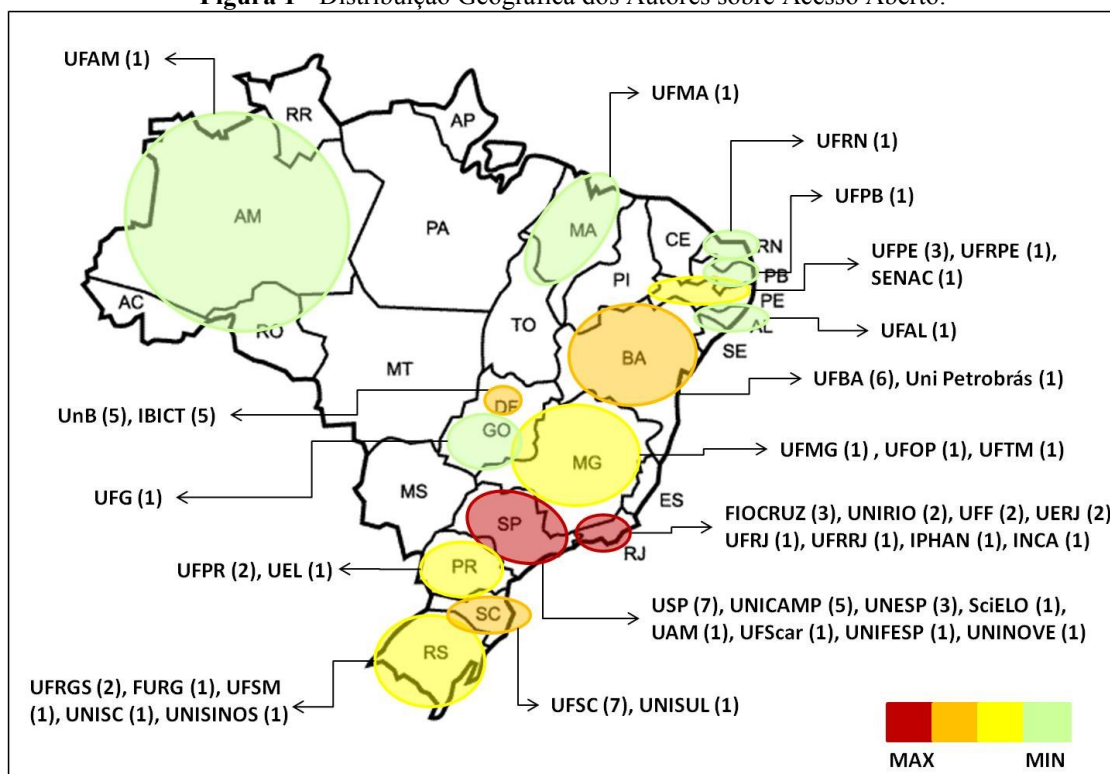 Figura 1 - Distribuição Geográfica dos Autores sobre Acesso Aberto.
UFAM (1)
UFMA (1)
RR
AP
UFRN (1)
UFPB (1)
AM
PA
MA
CE
RN
UFPE (3), UFRPE (1),
SENAC (1)
PB
PI
PE
AC
AL
UFAL (1)
RO
TO
SE
BA
MT
UFBA (6), Uni Petrobrás (1)
DF
UnB (5), IBICT (5)
GO
UFMG (1) , UFOP (1), UFTM (1)
MG
UFG (1)
MS
ES
SP
FIOCRUZ (3), UNIRIO (2), UFF (2), UERJ (2)
UFRJ (1), UFRRJ (1), IPHAN (1), INCA (1)
RJ
UFPR (2), UEL (1)
PR
USP (7), UNICAMP (5), UNESP (3), SciELO (1),
UAM (1), UFScar (1), UNIFESP (1), UNINOVE (1)
SC
RS
UFRGS (2), FURG (1), UFSM
(1), UNISC (1), UNISINOS (1)
UFSC (7), UNISUL (1)
MAX
MIN